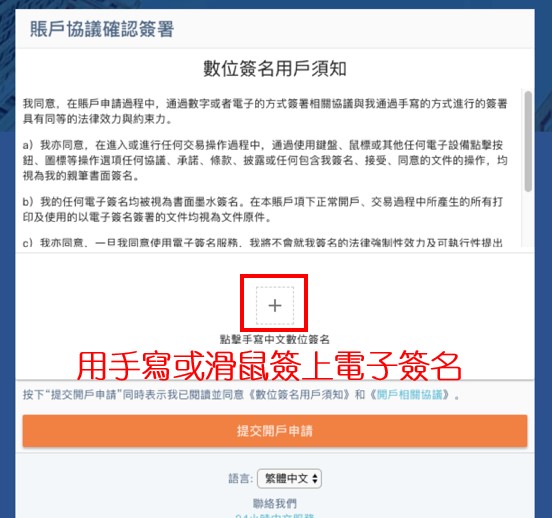 賬戶協議確認簽署
數位簽名用戶須知
我同意，在賬戶申請過程中，通過數字或者電子的方式簽署相關協議與我通過手寫的方式進行的簽署
具有同等的法律效力與約束力。
a）我亦同意，在進入或進行任何交易操作過程中，通過使用鍵盤、鼠標或其他任何電子設備點擊按
鈕、圖標等操作選項任何協議、承諾、條款、披露或任何包含我簽名、接受、同意的文件的操作，均
視為我的親筆書面簽名。
b）我的任何電子簽名均被視為書面墨水簽名。在本賬戶項下正常開戶、交易過程中所產生的所有打
印及使用的以電子簽名簽署的文件均視為文件原件。
c）我亦同意，一旦我同意使用電子簽名服務，我將不會就我簽名的法律強制性效力及可執行性提出
+
點擊手寫中文數位簽名
用手寫或滑鼠簽上電子簽名
按下“提交開戶申請”同時表示我已閱讀並同意《數位簽名用戶須知》和《開戶相關協議》。
提交開戶申請
語言: 繁體中文
聯絡我們
24小時中文服務